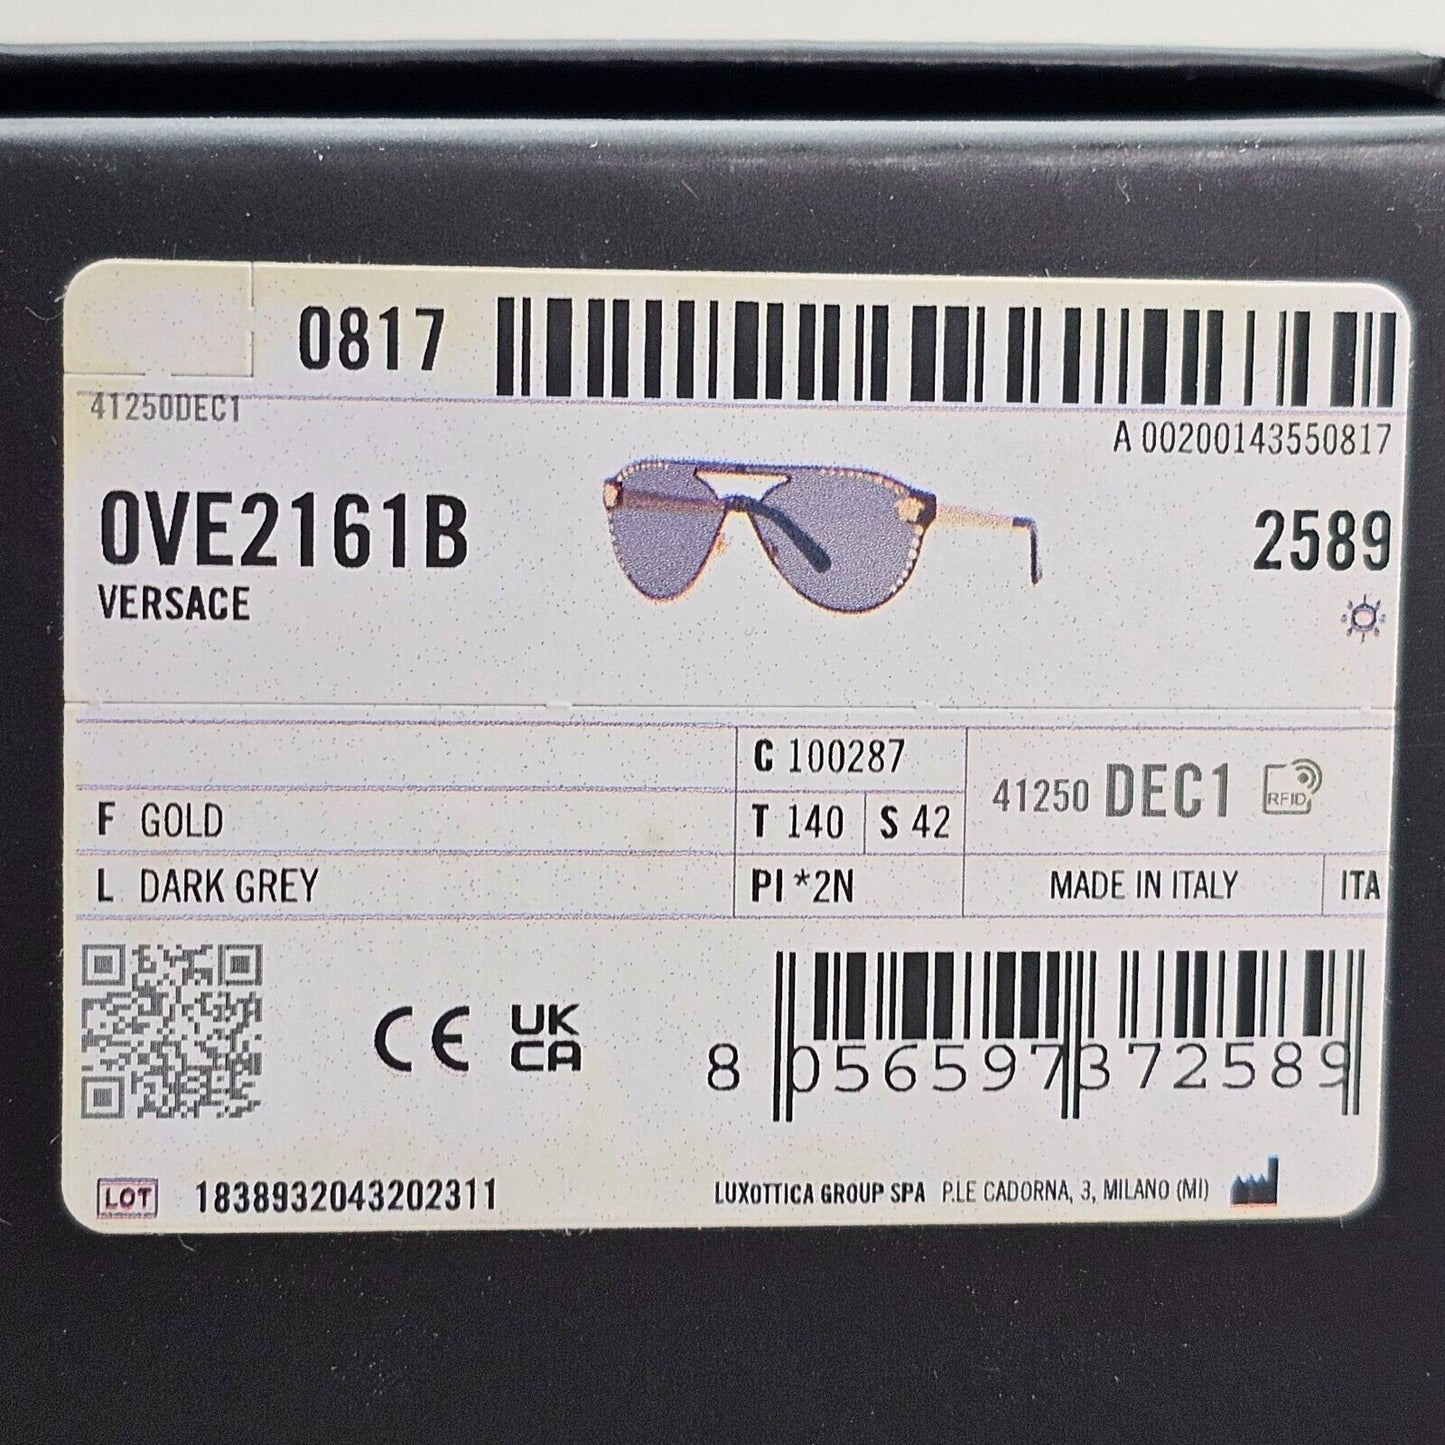 0817
A 00200143550817
41250DEC1
0VE2161B
2589
VERSACE
C 100287
F GOLD
T 140 S 42
41250 DEC1 RFID
L DARK GREY
PI *2N
MADE IN ITALY
ITA
CE UK
CA
8 056597 372589
LOT 1838932043202311
LUXOTTICA GROUP SPA P.LE CADORNA, 3, MILANO (MI)